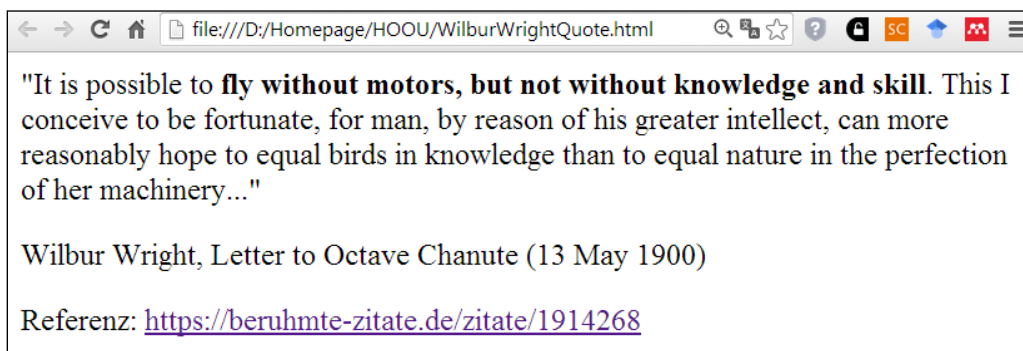 file:///D:/Homepage/HOOU/WilburWrightQuote.html
SC
"It is possible to fly without motors, but not without knowledge and skill. This I
conceive to be fortunate, for man, by reason of his greater intellect, can more
reasonably hope to equal birds in knowledge than to equal nature in the perfection
of her machinery..."
Wilbur Wright, Letter to Octave Chanute (13 May 1900)
Referenz: https://beruhmte-zitate.de/zitate/1914268